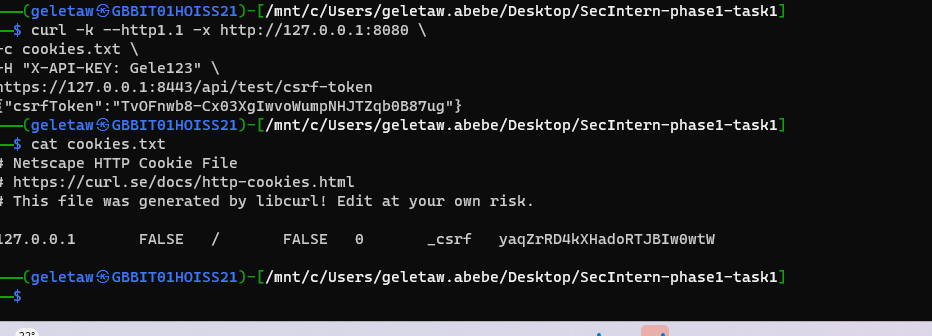 ──(geletaw㉿GBBIT01HOISS21)-[/mnt/c/Users/geletaw.abebe/Desktop/SecIntern-phase1-task1]
─$ curl -k --http1.1 -x http://127.0.0.1:8080 \
-c cookies.txt \
-H "X-API-KEY: Gele123" \
https://127.0.0.1:8443/api/test/csrf-token
{"csrfToken":"TvOFnwb8-Cx03XgIwvoWumpNHJTZqb0B87ug"}
──(geletaw㉿GBBIT01HOISS21)-[/mnt/c/Users/geletaw.abebe/Desktop/SecIntern-phase1-task1]
─$ cat cookies.txt
# Netscape HTTP Cookie File
# https://curl.se/docs/http-cookies.html
# This file was generated by libcurl! Edit at your own risk.
127.0.0.1 FALSE / FALSE 0 _csrf yaqZrRD4kXHadoRTJBIw0wtW
──(geletaw㉿GBBIT01HOISS21)-[/mnt/c/Users/geletaw.abebe/Desktop/SecIntern-phase1-task1]
─$